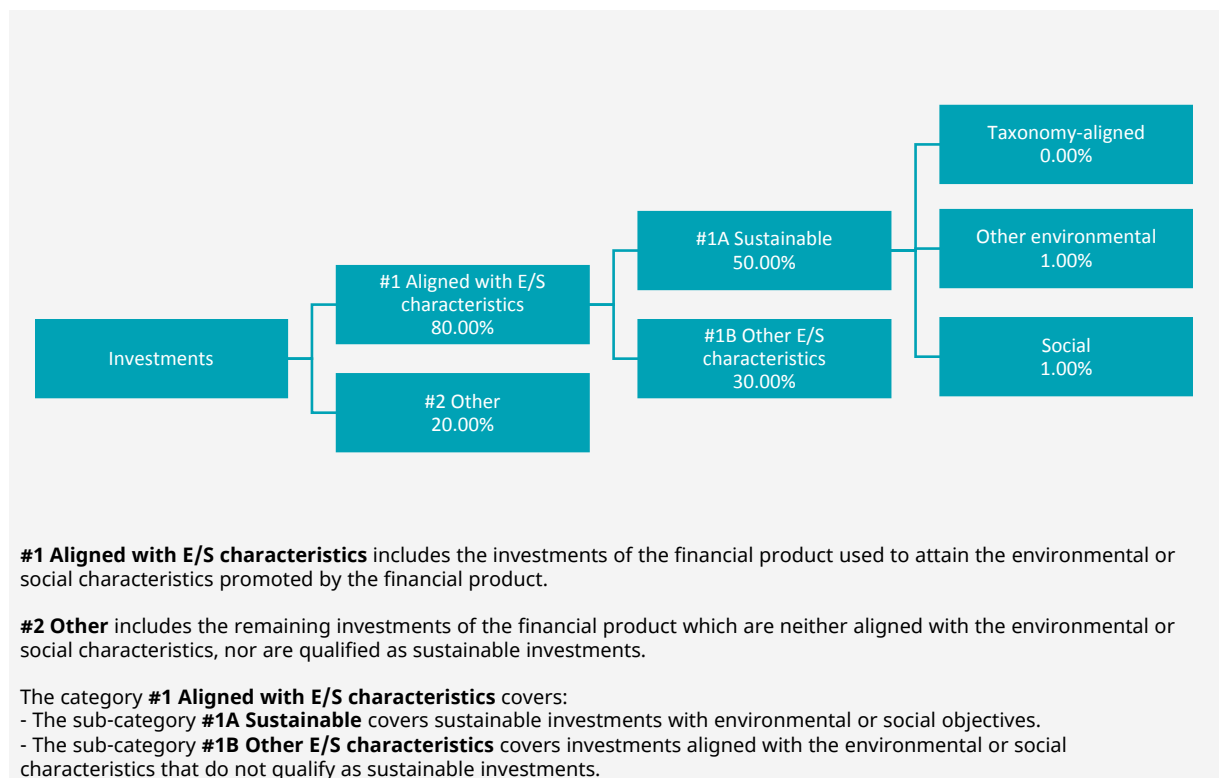 Investments
#1 Aligned with E/S
characteristics
80.00%
#2 Other
20.00%
#1A Sustainable
50.00%
#1B Other E/S
characteristics
30.00%
Taxonomy-aligned
0.00%
Other environmental
1.00%
Social
1.00%
#1 Aligned with E/S characteristics includes the investments of the financial product used to attain the environmental or
social characteristics promoted by the financial product.
#2 Other includes the remaining investments of the financial product which are neither aligned with the environmental or
social characteristics, nor are qualified as sustainable investments.
The category #1 Aligned with E/S characteristics covers:
- The sub-category #1A Sustainable covers sustainable investments with environmental or social objectives.
- The sub-category #1B Other E/S characteristics covers investments aligned with the environmental or social
characteristics that do not qualify as sustainable investments.